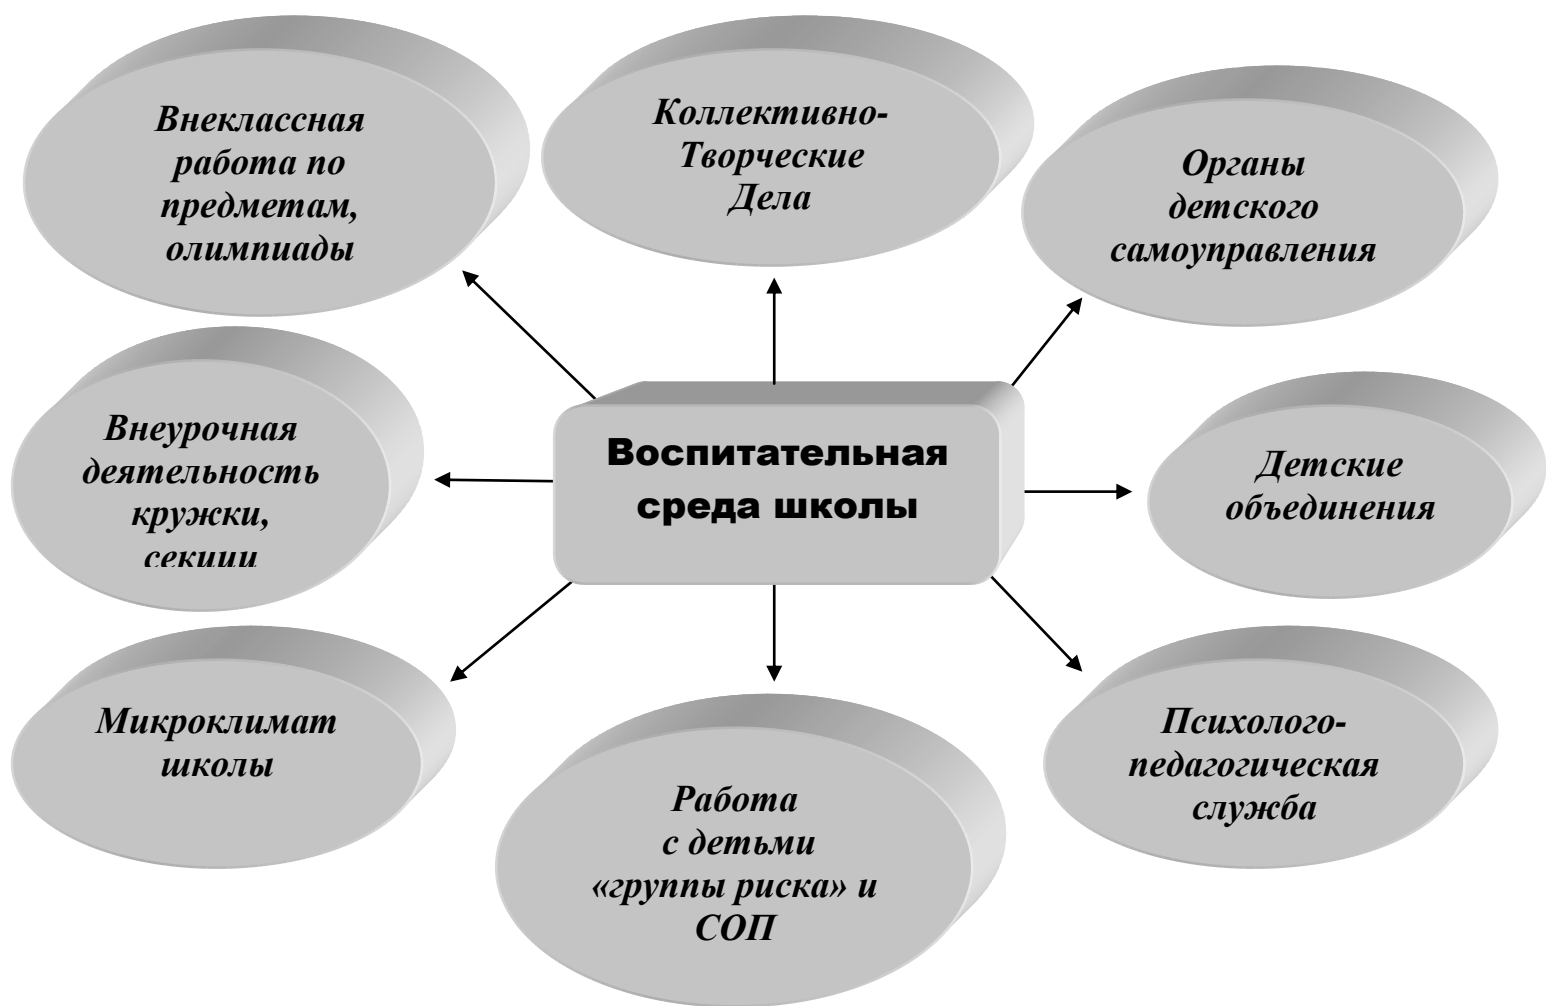 Внеклассная
работа по
предметам,
олимпиады
Коллективно-
Творческие
Дела
Органы
детского
самоуправления
Внеурочная
деятельность
кружки,
секции
Воспитательная
среда школы
Детские
объединения
Микроклимат
школы
Работа
с детьми
«группы риска» и
СОП
Психолого-
педагогическая
служба